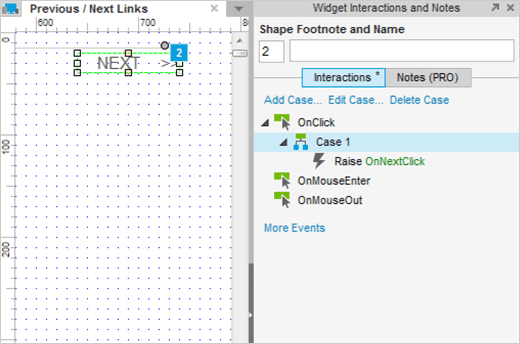 Previous / Next Links
600
700
0
100
200
NEXT >>
2
Widget Interactions and Notes
Shape Footnote and Name
2
Interactions *
Notes (PRO)
Add Case... Edit Case... Delete Case
OnClick
Case 1
Raise OnNextClick
OnMouseEnter
OnMouseOut
More Events